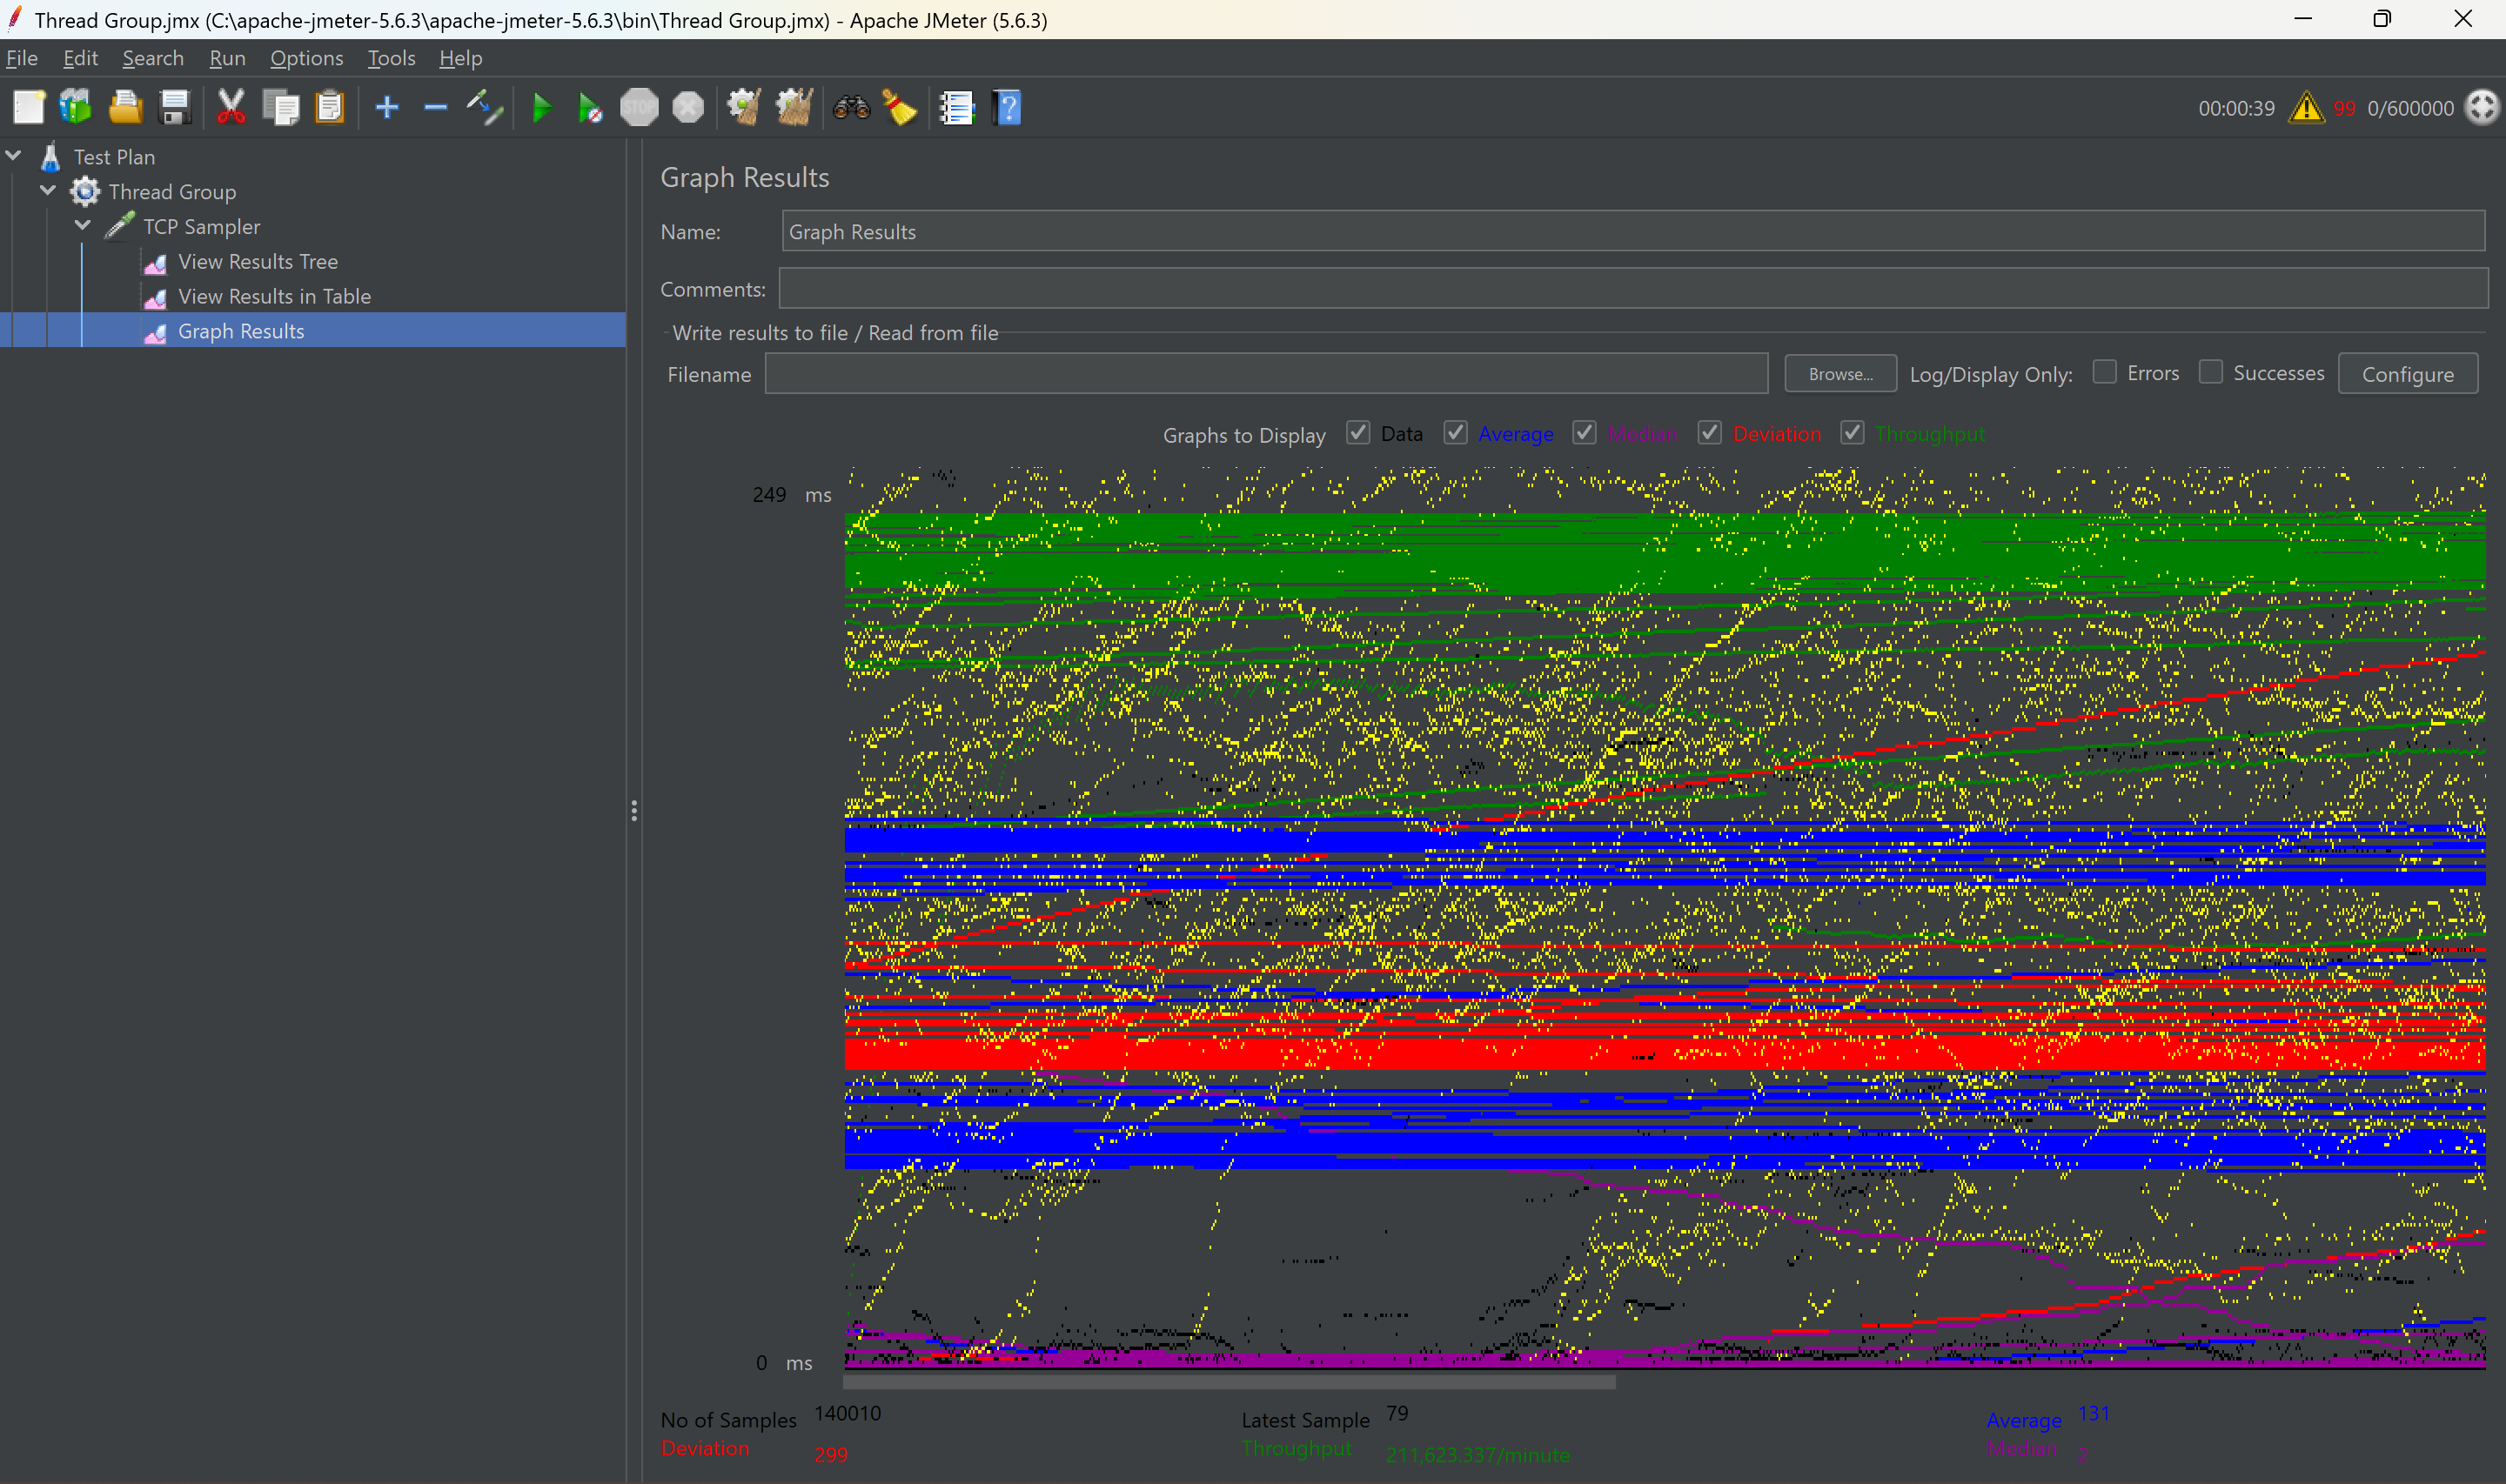 Thread Group.jmx (C:\apache-jmeter-5.6.3\apache-jmeter-5.6.3\bin\Thread Group.jmx) - Apache JMeter (5.6.3)
File Edit Search Run Options Tools Help
STOP 00:00:39 99 0/600000
Test Plan
Thread Group
TCP Sampler
View Results Tree
View Results in Table
Graph Results
Graph Results
Name: Graph Results
Comments:
Write results to file / Read from file
Filename Browse... Log/Display Only: Errors Successes Configure
Graphs to Display Data Average Median Deviation Throughput
249 ms
0 ms
No of Samples 140010 Latest Sample 79 Average 131
Deviation 299 Throughput 211,623.337/minute Median 2